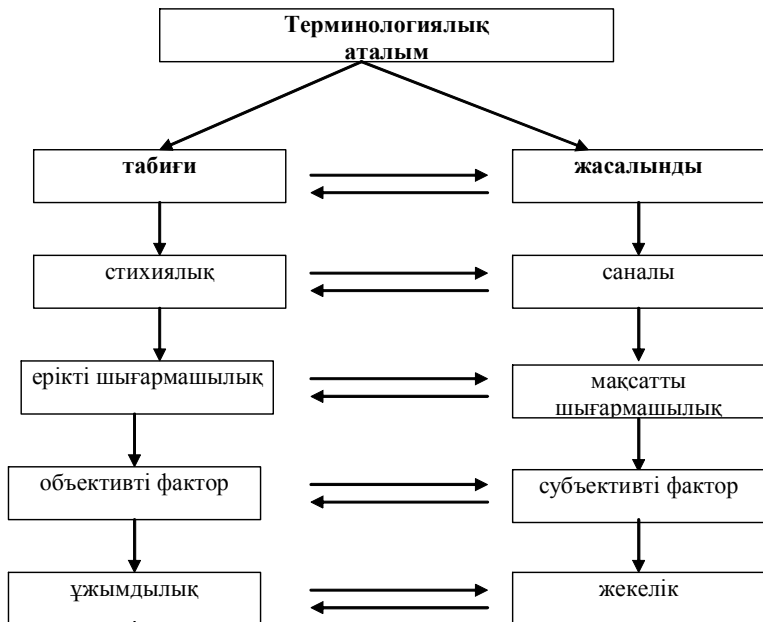 Терминологиялық
аталым
табиғи
жасалынды
стихиялық
саналы
ерікті шығармашылық
мақсатты
шығармашылық
объективті фактор
субъективті фактор
ұжымдылық
жекелік